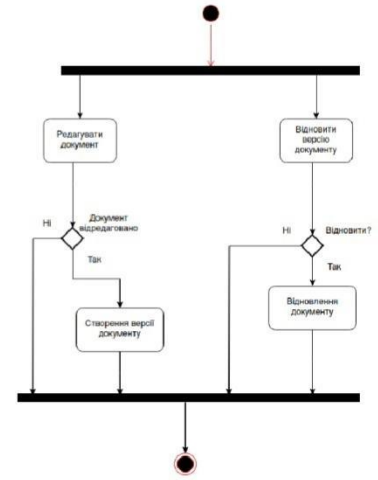 Редагувати
документ
Відновити
версію
документу
Ні
Документ
відредаговано
Так
Ні
Відновити?
Так
Створення версії
документу
Відновлення
документу